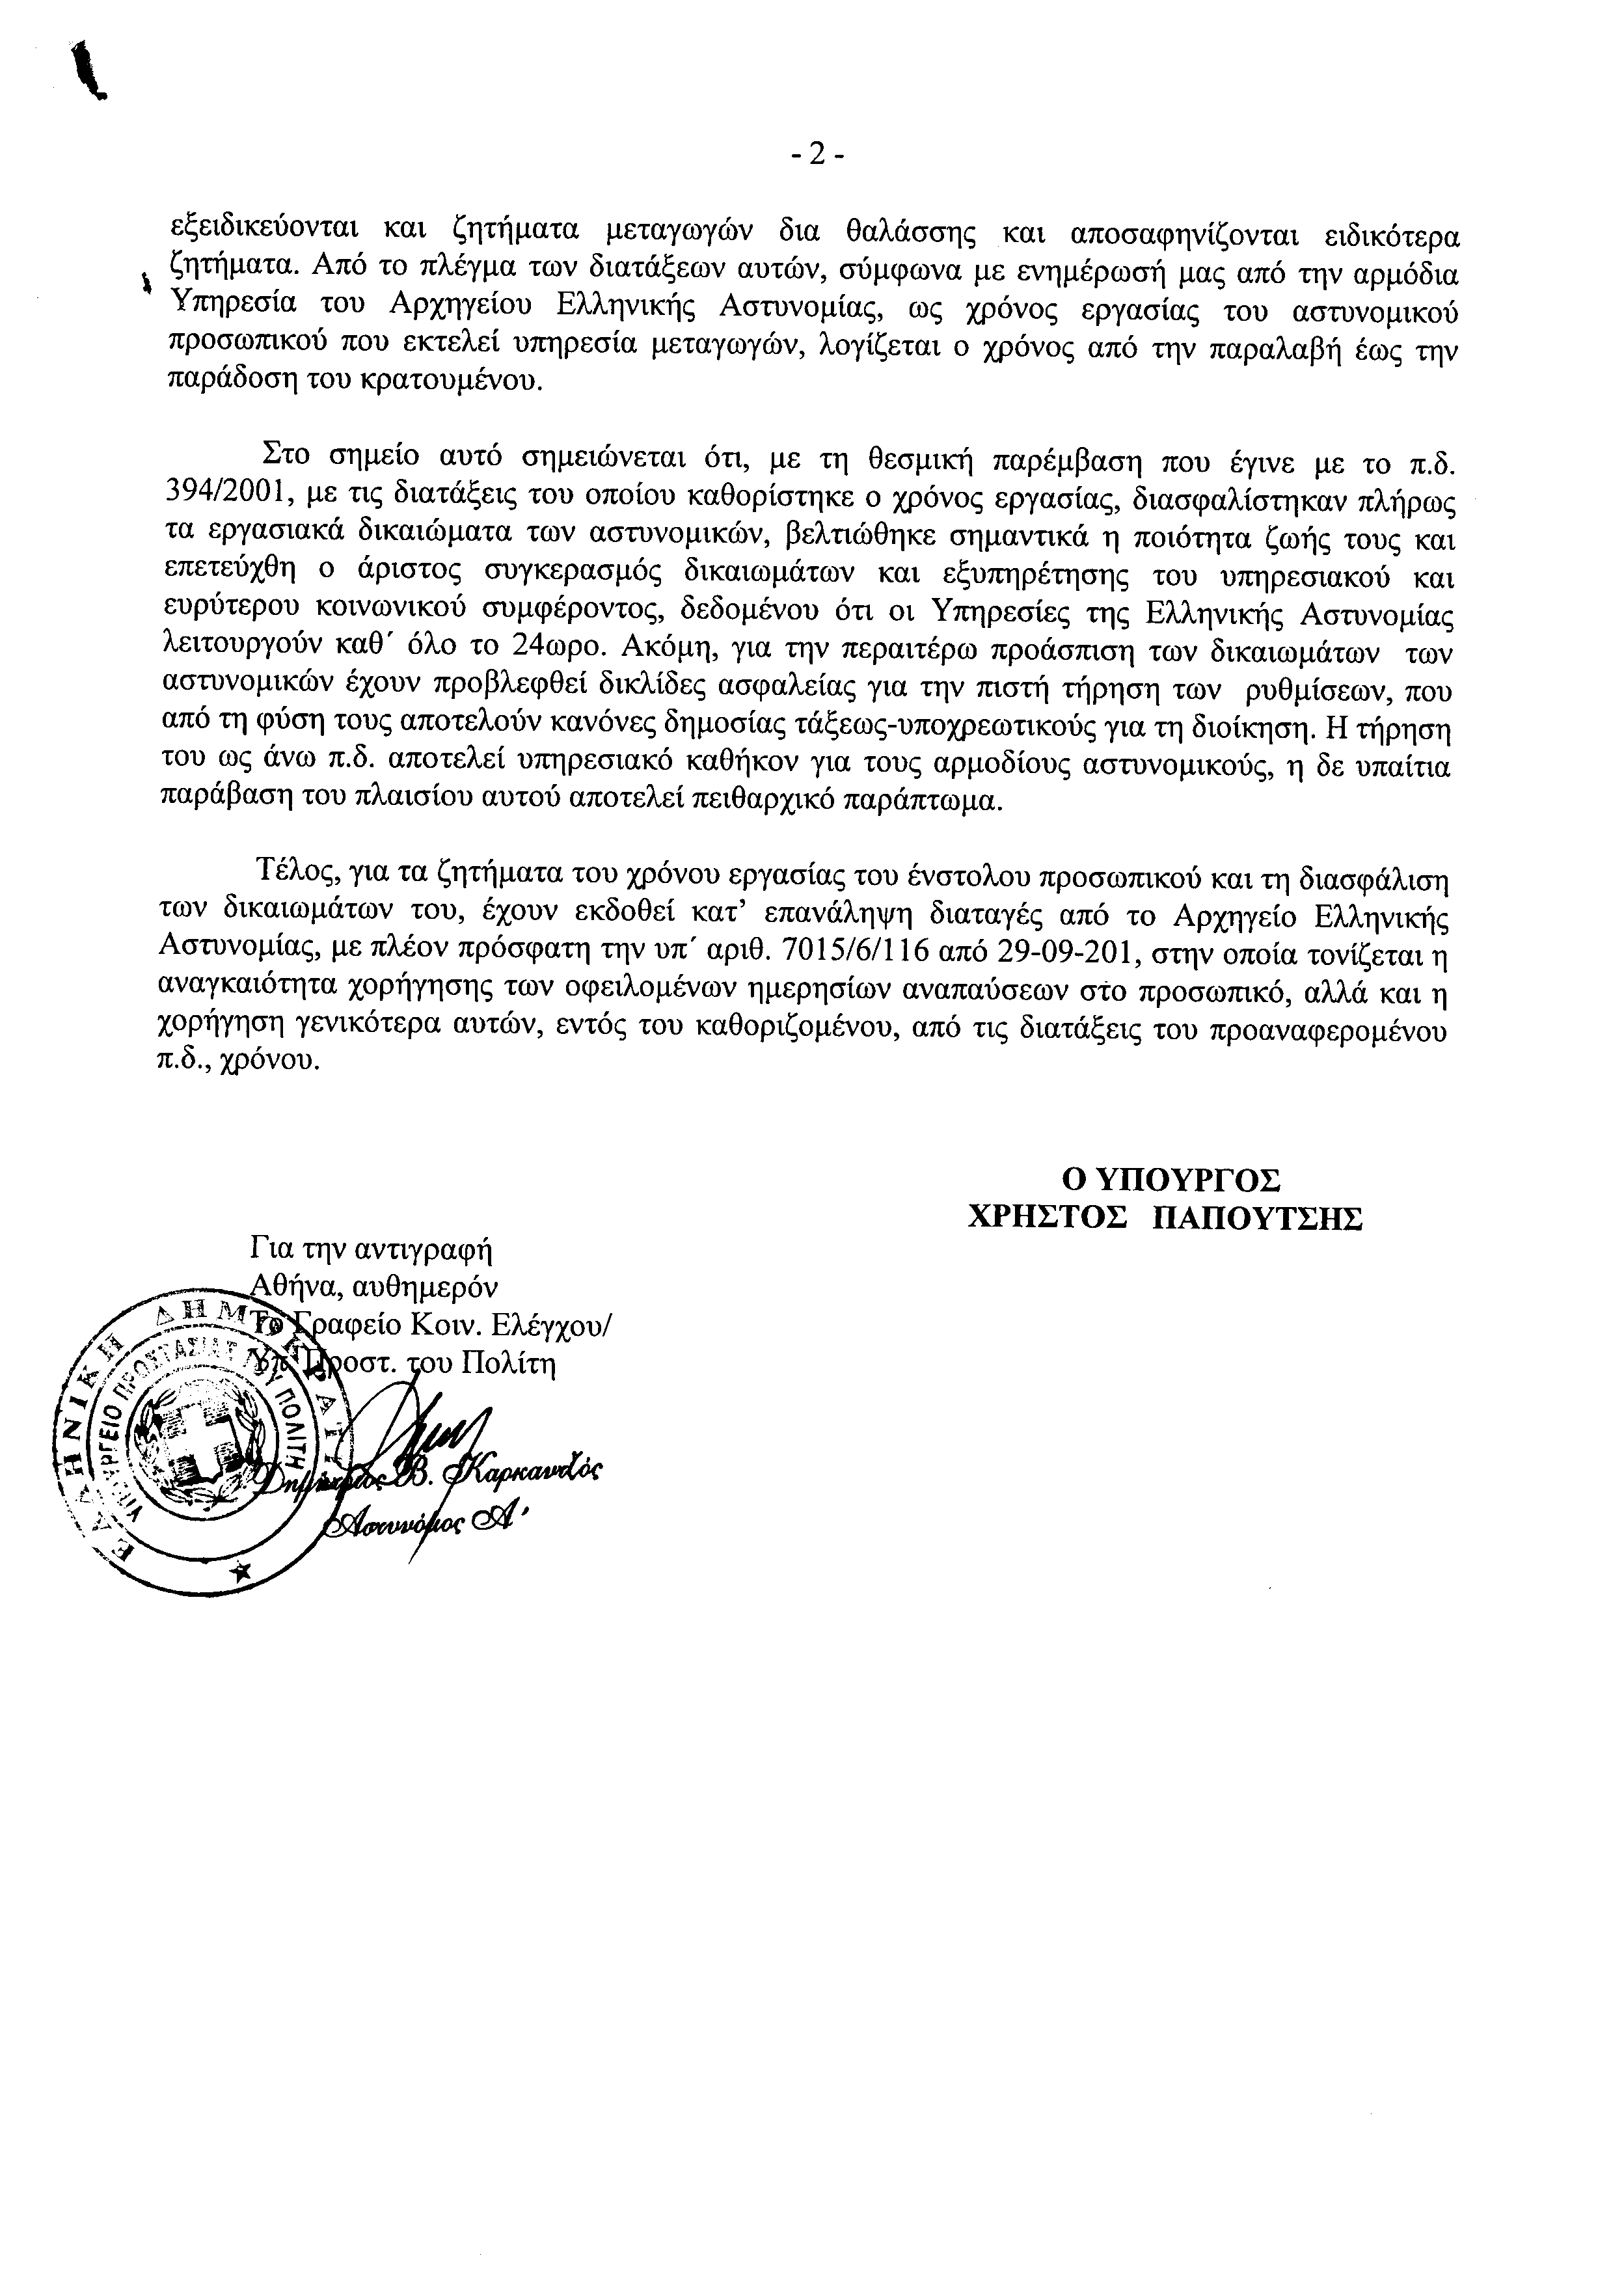 - 2 -
εξειδικεύονται και ζητήματα μεταγωγών δια θαλάσσης και αποσαφηνίζονται ειδικότερα
ζητήματα. Από το πλέγμα των διατάξεων αυτών, σύμφωνα με ενημέρωσή μας από την αρμόδια
Υπηρεσία του Αρχηγείου Ελληνικής Αστυνομίας, ως χρόνος εργασίας του αστυνομικού
προσωπικού που εκτελεί υπηρεσία μεταγωγών, λογίζεται ο χρόνος από την παραλαβή έως την
παράδοση του κρατουμένου.
Στο σημείο αυτό σημειώνεται ότι, με τη θεσμική παρέμβαση που έγινε με το π.δ.
394/2001, με τις διατάξεις του οποίου καθορίστηκε ο χρόνος εργασίας, διασφαλίστηκαν πλήρως
τα εργασιακά δικαιώματα των αστυνομικών, βελτιώθηκε σημαντικά η ποιότητα ζωής τους και
επετεύχθη ο άριστος συγκερασμός δικαιωμάτων και εξυπηρέτησης του υπηρεσιακού και
ευρύτερου κοινωνικού συμφέροντος, δεδομένου ότι οι Υπηρεσίες της Ελληνικής Αστυνομίας
λειτουργούν καθ΄ όλο το 24ωρο. Ακόμη, για την περαιτέρω προάσπιση των δικαιωμάτων των
αστυνομικών έχουν προβλεφθεί δικλίδες ασφαλείας για την πιστή τήρηση των ρυθμίσεων, που
από τη φύση τους αποτελούν κανόνες δημοσίας τάξεως-υποχρεωτικούς για τη διοίκηση. Η τήρηση
του ως άνω π.δ. αποτελεί υπηρεσιακό καθήκον για τους αρμοδίους αστυνομικούς, η δε υπαίτια
παράβαση του πλαισίου αυτού αποτελεί πειθαρχικό παράπτωμα.
Τέλος, για τα ζητήματα του χρόνου εργασίας του ένστολου προσωπικού και τη διασφάλιση
των δικαιωμάτων του, έχουν εκδοθεί κατ’ επανάληψη διαταγές από το Αρχηγείο Ελληνικής
Αστυνομίας, με πλέον πρόσφατη την υπ΄ αριθ. 7015/6/116 από 29-09-201, στην οποία τονίζεται η
αναγκαιότητα χορήγησης των οφειλομένων ημερησίων αναπαύσεων στο προσωπικό, αλλά και η
χορήγηση γενικότερα αυτών, εντός του καθοριζομένου, από τις διατάξεις του προαναφερομένου
π.δ., χρόνου.
Ο ΥΠΟΥΡΓΟΣ
ΧΡΗΣΤΟΣ ΠΑΠΟΥΤΣΗΣ
Για την αντιγραφή
Αθήνα, αυθημερόν
Το Γραφείο Κοιν. Ελέγχου/
Υπ. Προστ. του Πολίτη
ΕΛΛΗΝΙΚΗ ΔΗΜΟΚΡΑΤΙΑ
ΥΠΟΥΡΓΕΙΟ ΠΡΟΣΤΑΣΙΑΣ ΤΟΥ ΠΟΛΙΤΗ
Δημήτριος Β. Καρκαντζός
Αστυνόμος Α'